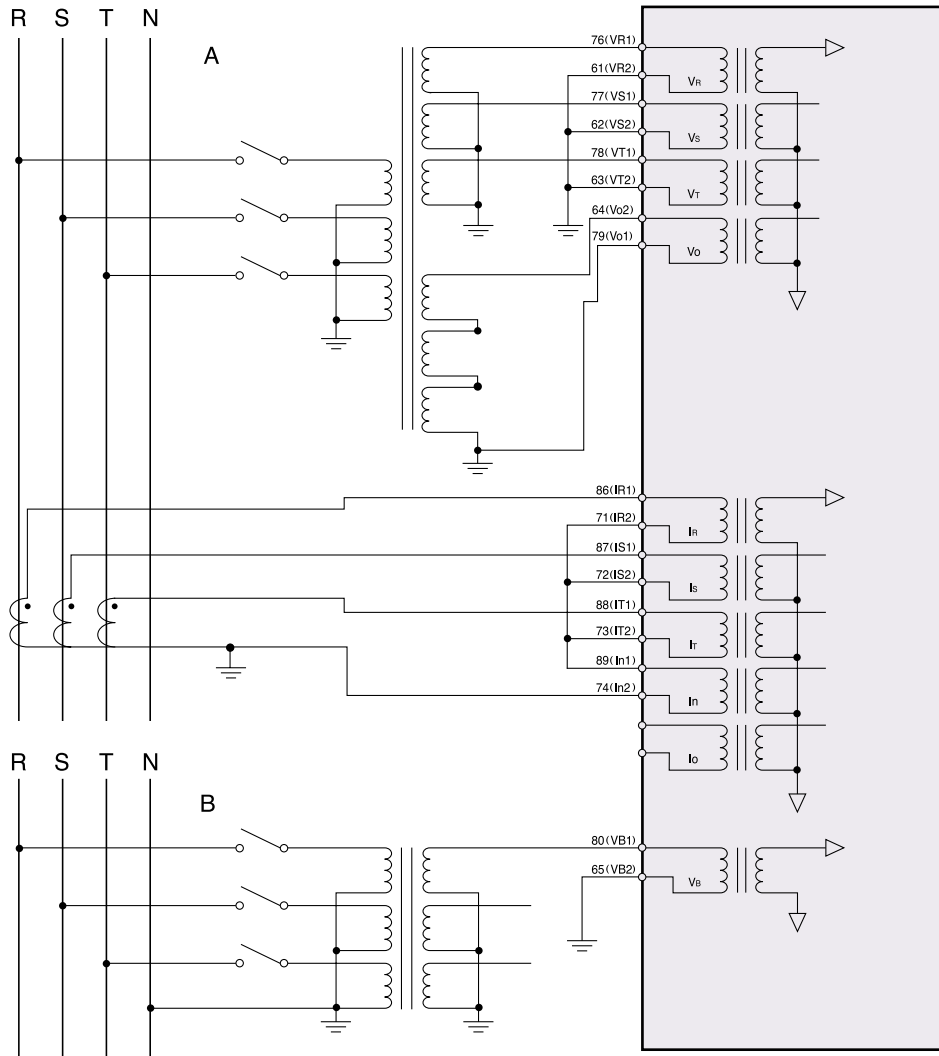 R S T N
A
76(VR1)
61(VR2)
VR
77(VS1)
62(VS2)
VS
78(VT1)
63(VT2)
VT
64(Vo2)
79(Vo1)
Vo
86(IR1)
71(IR2)
IR
87(IS1)
72(IS2)
IS
88(IT1)
73(IT2)
IT
89(In1)
74(In2)
In
Io
R S T N
B
80(VB1)
65(VB2)
VB